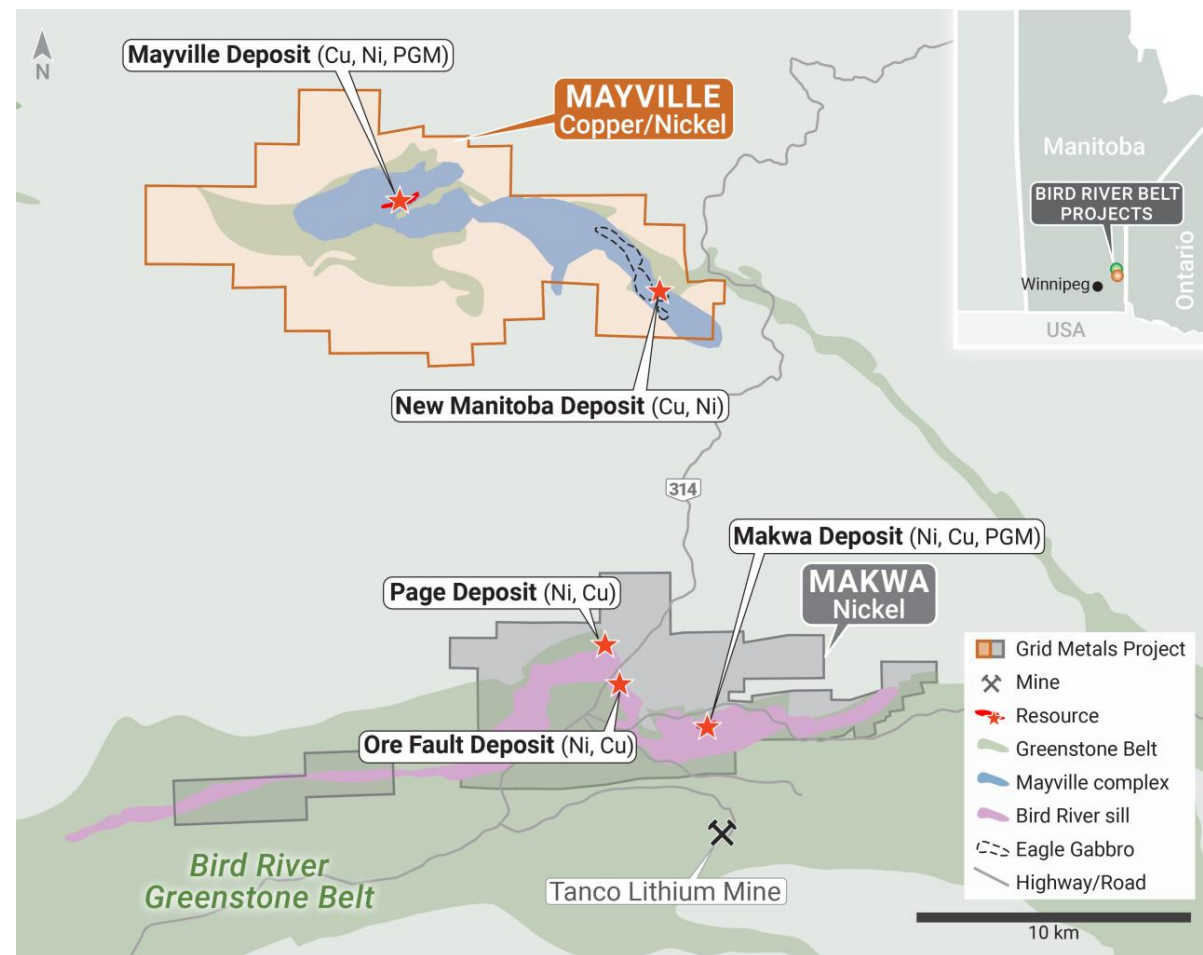 N
Mayville Deposit (Cu, Ni, PGM)
MAYVILLE
Copper/Nickel
New Manitoba Deposit (Cu, Ni)
314
Manitoba
BIRD RIVER BELT
PROJECTS
Winnipeg
Ontario
USA
Makwa Deposit (Ni, Cu, PGM)
Page Deposit (Ni, Cu)
MAKWA
Nickel
Ore Fault Deposit (Ni, Cu)
Bird River
Greenstone Belt
Tanco Lithium Mine
Grid Metals Project
Mine
Resource
Greenstone Belt
Mayville complex
Bird River sill
Eagle Gabbro
Highway/Road
10 km